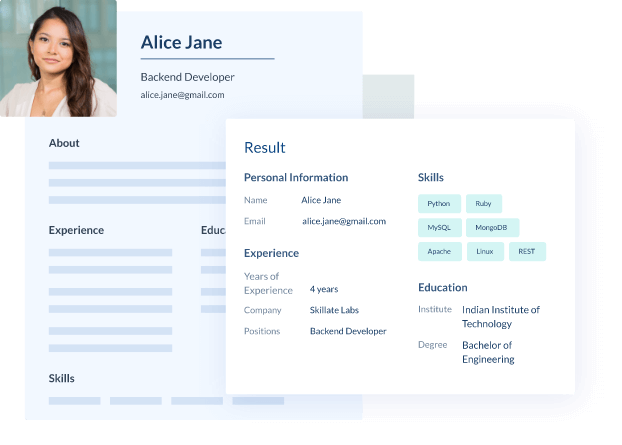 Alice Jane
Backend Developer
alice.jane@gmail.com
About
Experience
Educa
Skills
Result
Personal Information
Name Alice Jane
Email alice.jane@gmail.com
Experience
Years of
Experience 4 years
Company Skillate Labs
Positions Backend Developer
Skills
Python Ruby
MySQL MongoDB
Apache Linux REST
Education
Institute Indian Institute of
Technology
Degree Bachelor of
Engineering